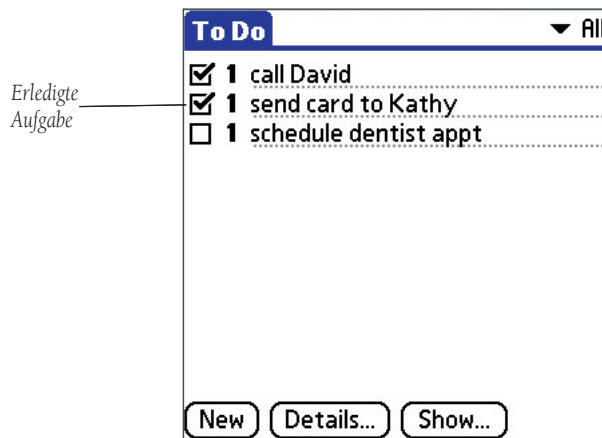 To Do
All
Erledigte
Aufgabe
1 call David
1 send card to Kathy
1 schedule dentist appt
New Details... Show...